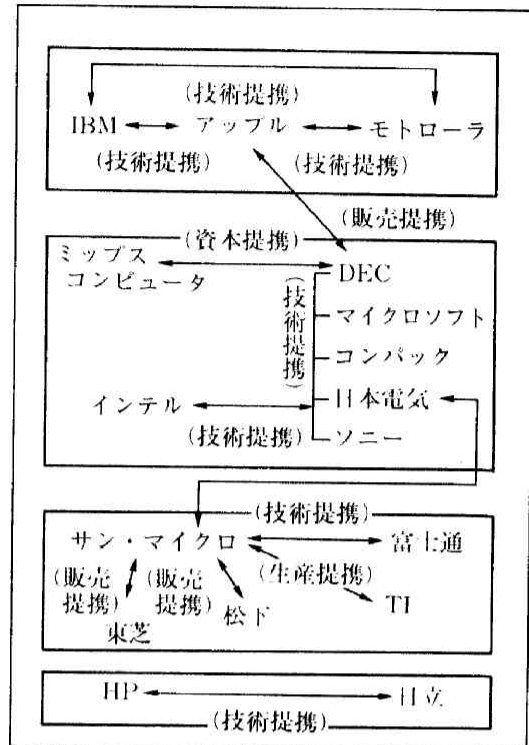 (技術提携)
IBM アップル モトローラ
(技術提携) (技術提携)
(販売提携)
(資本提携)
ミップス
コンピュータ
DEC
(技術提携)
マイクロソフト
コンパック
インテル
日本電気
(技術提携)
ソニー
(技術提携)
サン・マイクロ 富士通
(販売
提携)
(販売
提携)
(生産提携)
東芝
松下
TI
HP 日立
(技術提携)